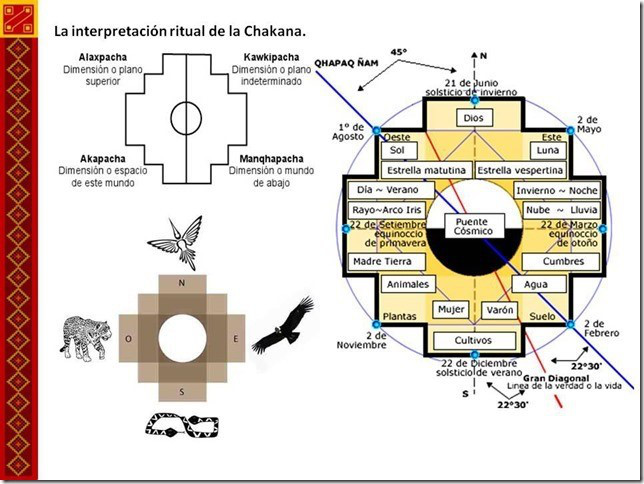 La interpretación ritual de la Chakana.
Alaxpacha
Dimensión o plano
superior
Kawkipacha
Dimensión o plano
indeterminado
Akapacha
Dimensión o espacio
de este mundo
Manqhapacha
Dimensión o mundo
de abajo
N
O
E
S
45°
N
QHAPAQ ÑAM
21 de Junio
solsticio de invierno
Dios
1º de
Agosto
2 de
Mayo
Oeste
Este
Sol
Luna
Estrella matutina
Estrella vespertina
Día ~ Verano
Invierno ~ Noche
Rayo~Arco Iris
Nube ~ Lluvia
22 de Setiembre
equinoccio
de primavera
Puente
Cósmico
22 de Marzo
equinoccio
de otoño
Madre Tierra
Cumbres
Animales
Agua
Mujer
Varón
Plantas
Suelo
Cultivos
2 de
Noviembre
2 de
Febrero
22 de Diciembre
solsticio de verano
22°30'
Gran Diagonal
Linea de la verdad o la vida
S
22°30'